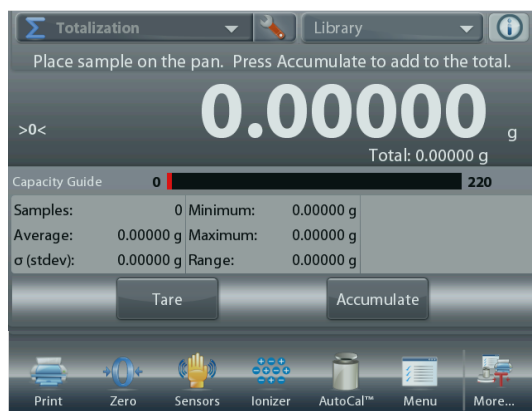 Σ Totalization Library
Place sample on the pan. Press Accumulate to add to the total.
>0< 0.00000 g
Total: 0.00000 g
Capacity Guide 0 220
Samples: 0 Minimum: 0.00000 g
Average: 0.00000 g Maximum: 0.00000 g
σ (stdev): 0.00000 g Range: 0.00000 g
Tare Accumulate
Print Zero Sensors Ionizer AutoCal™ Menu More...